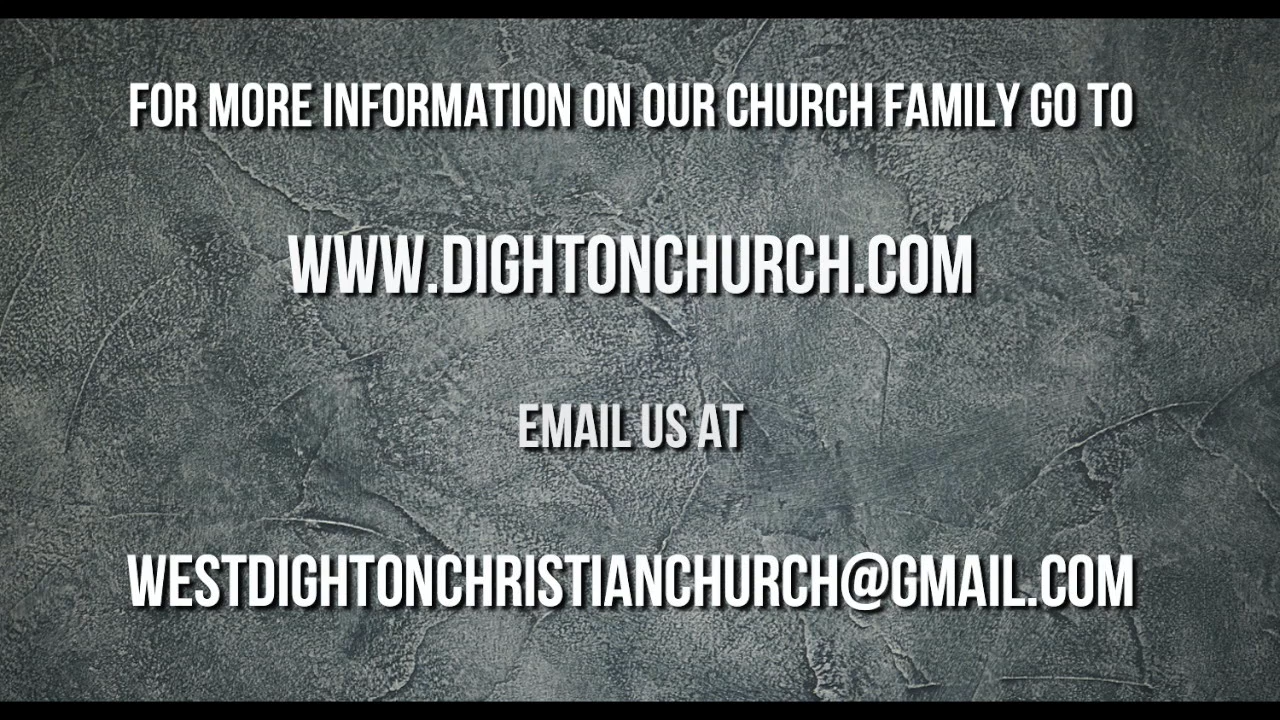 FOR MORE INFORMATION ON OUR CHURCH FAMILY GO TO
WWW.DIGHTONCHURCH.COM
EMAIL US AT
WESTDIGHTONCHRISTIANCHURCH@GMAIL.COM